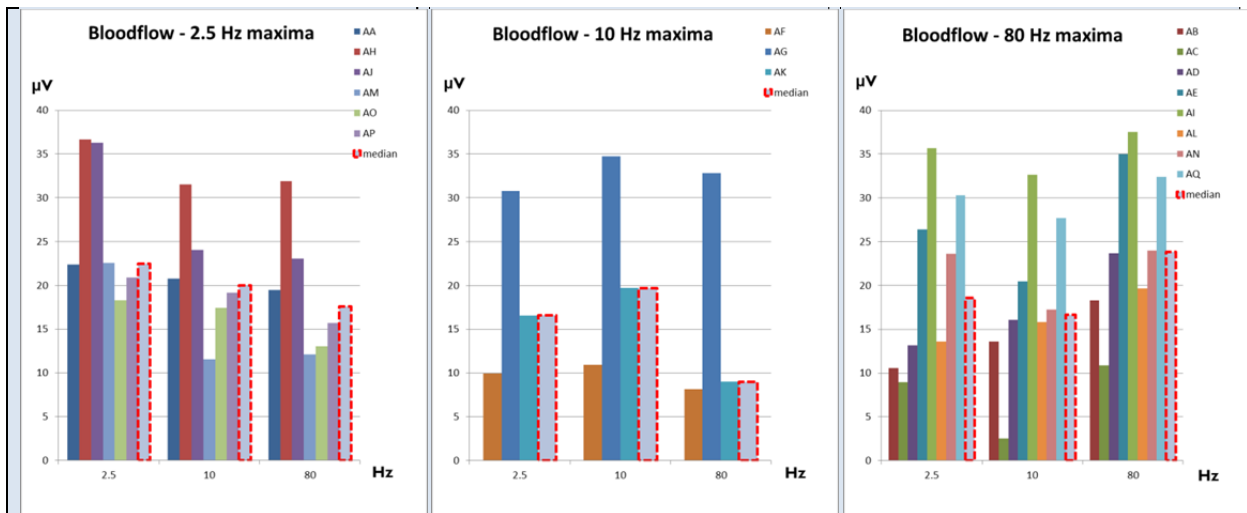 Bloodflow - 2.5 Hz maxima
AA
AH
AJ
AM
AO
AP
median
µV
40
35
30
25
20
15
10
5
0
2.5
10
80
Hz
Bloodflow - 10 Hz maxima
AF
AG
AK
median
µV
40
35
30
25
20
15
10
5
0
2.5
10
80
Hz
Bloodflow - 80 Hz maxima
AB
AC
AD
AE
AI
AL
AN
AQ
median
µV
40
35
30
25
20
15
10
5
0
2.5
10
80
Hz